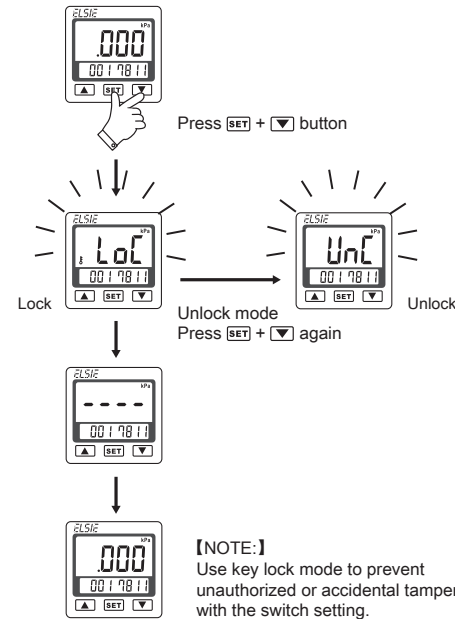 ELSIE
kPa
.000
0017811
▲ SET ▼
Press SET + ▼ button
ELSIE
kPa
LoC
0017811
▲ SET ▼
Lock
ELSIE
kPa
UnC
0017811
▲ SET ▼
Unlock
Unlock mode
Press SET + ▼ again
ELSIE
kPa
----
0017811
▲ SET ▼
ELSIE
kPa
.000
0017811
▲ SET ▼
【NOTE:】
Use key lock mode to prevent
unauthorized or accidental tamper
with the switch setting.